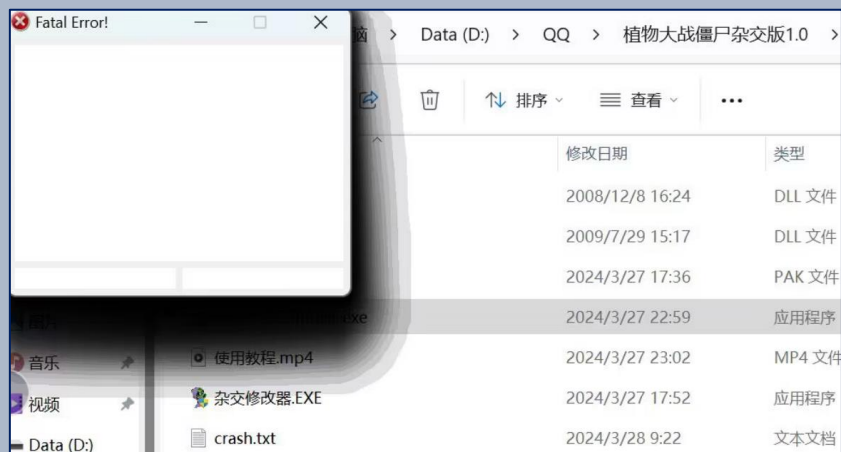 Fatal Error!
脑 > Data (D:) > QQ > 植物大战僵尸杂交版1.0 >
排序 查看
修改日期 类型
2008/12/8 16:24 DLL 文件
2009/7/29 15:17 DLL 文件
2024/3/27 17:36 PAK 文件
.exe 2024/3/27 22:59 应用程序
音乐 使用教程.mp4 2024/3/27 23:02 MP4 文件
视频 杂交修改器.EXE 2024/3/27 17:52 应用程序
Data (D:) crash.txt 2024/3/28 9:22 文本文档